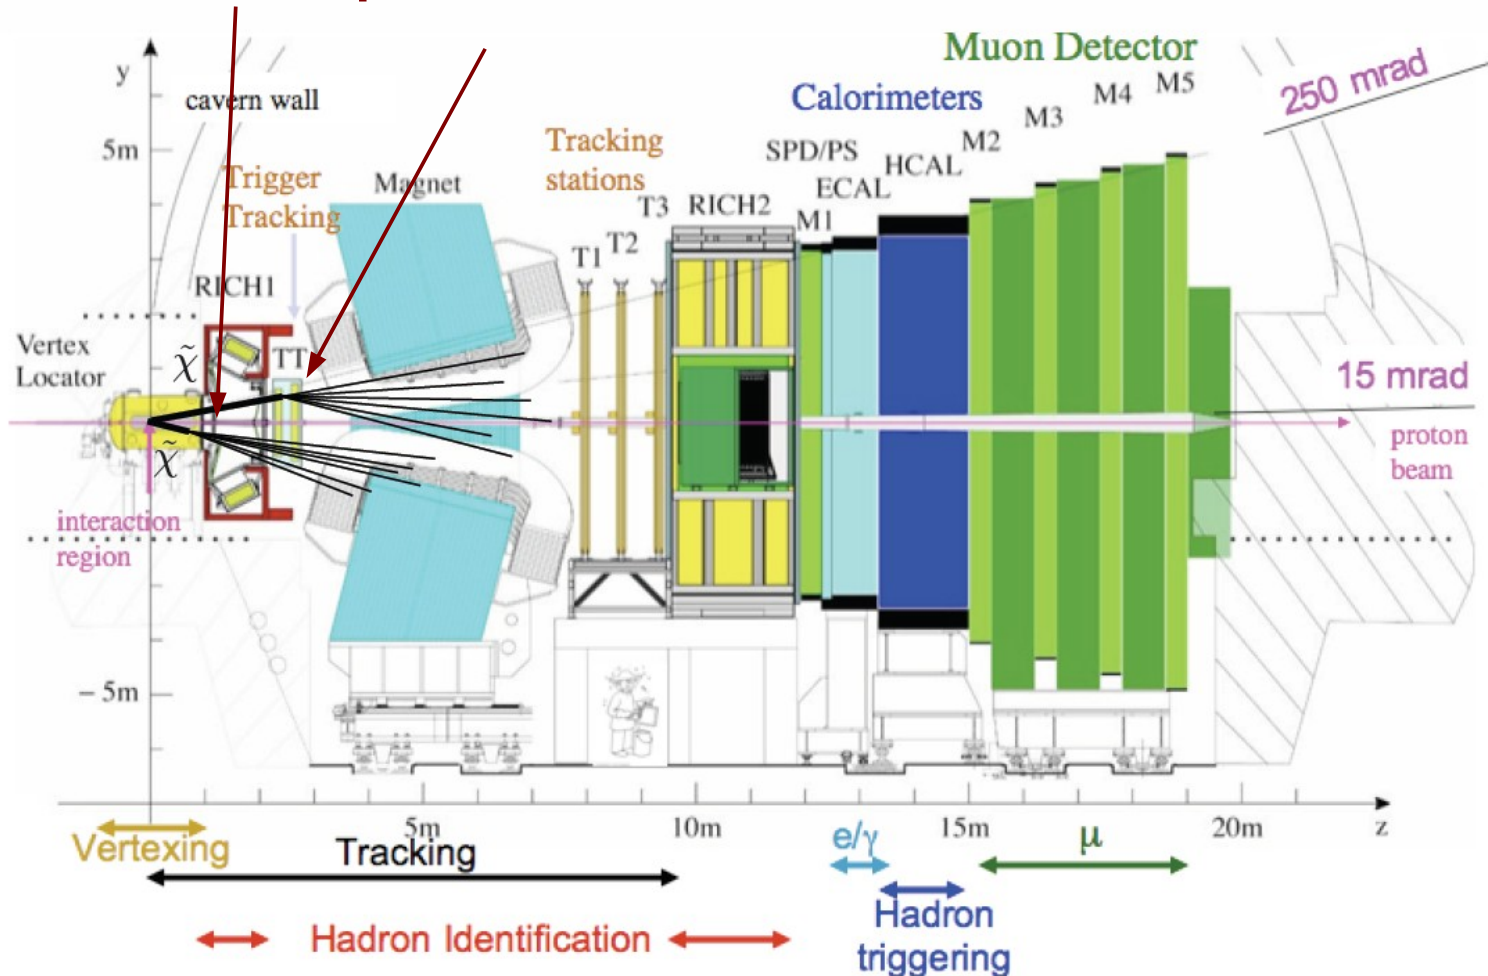 Muon Detector
250 mrad
y
cavern wall
Calorimeters
M5
M4
M3
M2
5m
Trigger
Tracking
Magnet
Tracking
stations
SPD/PS
HCAL
ECAL
T3
RICH2
M1
T2
T1
RICH1
Vertex
Locator
χ̃
TT
15 mrad
χ̃
proton
beam
interaction
region
− 5m
5m
10m
15m
20m
z
Vertexing
Tracking
e/γ
μ
Hadron Identification
Hadron
triggering